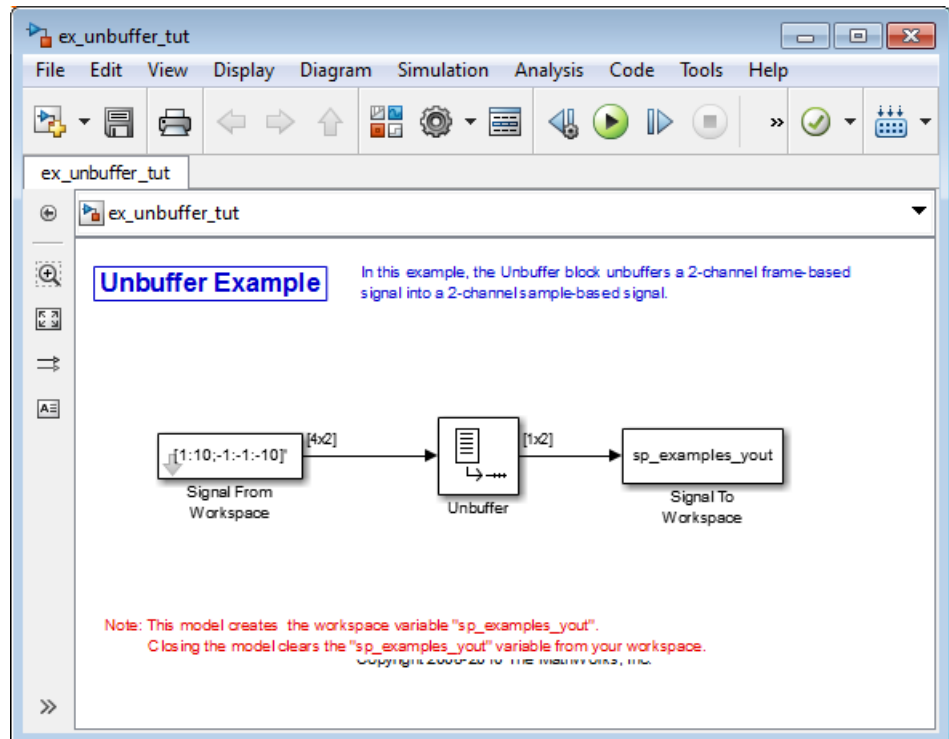 ex_unbuffer_tut
File Edit View Display Diagram Simulation Analysis Code Tools Help
»
ex_unbuffer_tut
ex_unbuffer_tut
Unbuffer Example
In this example, the Unbuffer block unbuffers a 2-channel frame-based
signal into a 2-channel sample-based signal.
[1:10;-1:-1:-10]'
[4x2]
[1x2]
sp_examples_yout
Signal From
Workspace
Unbuffer
Signal To
Workspace
Note: This model creates the workspace variable "sp_examples_yout".
Closing the model clears the "sp_examples_yout" variable from your workspace.
The MathWorks, Inc.